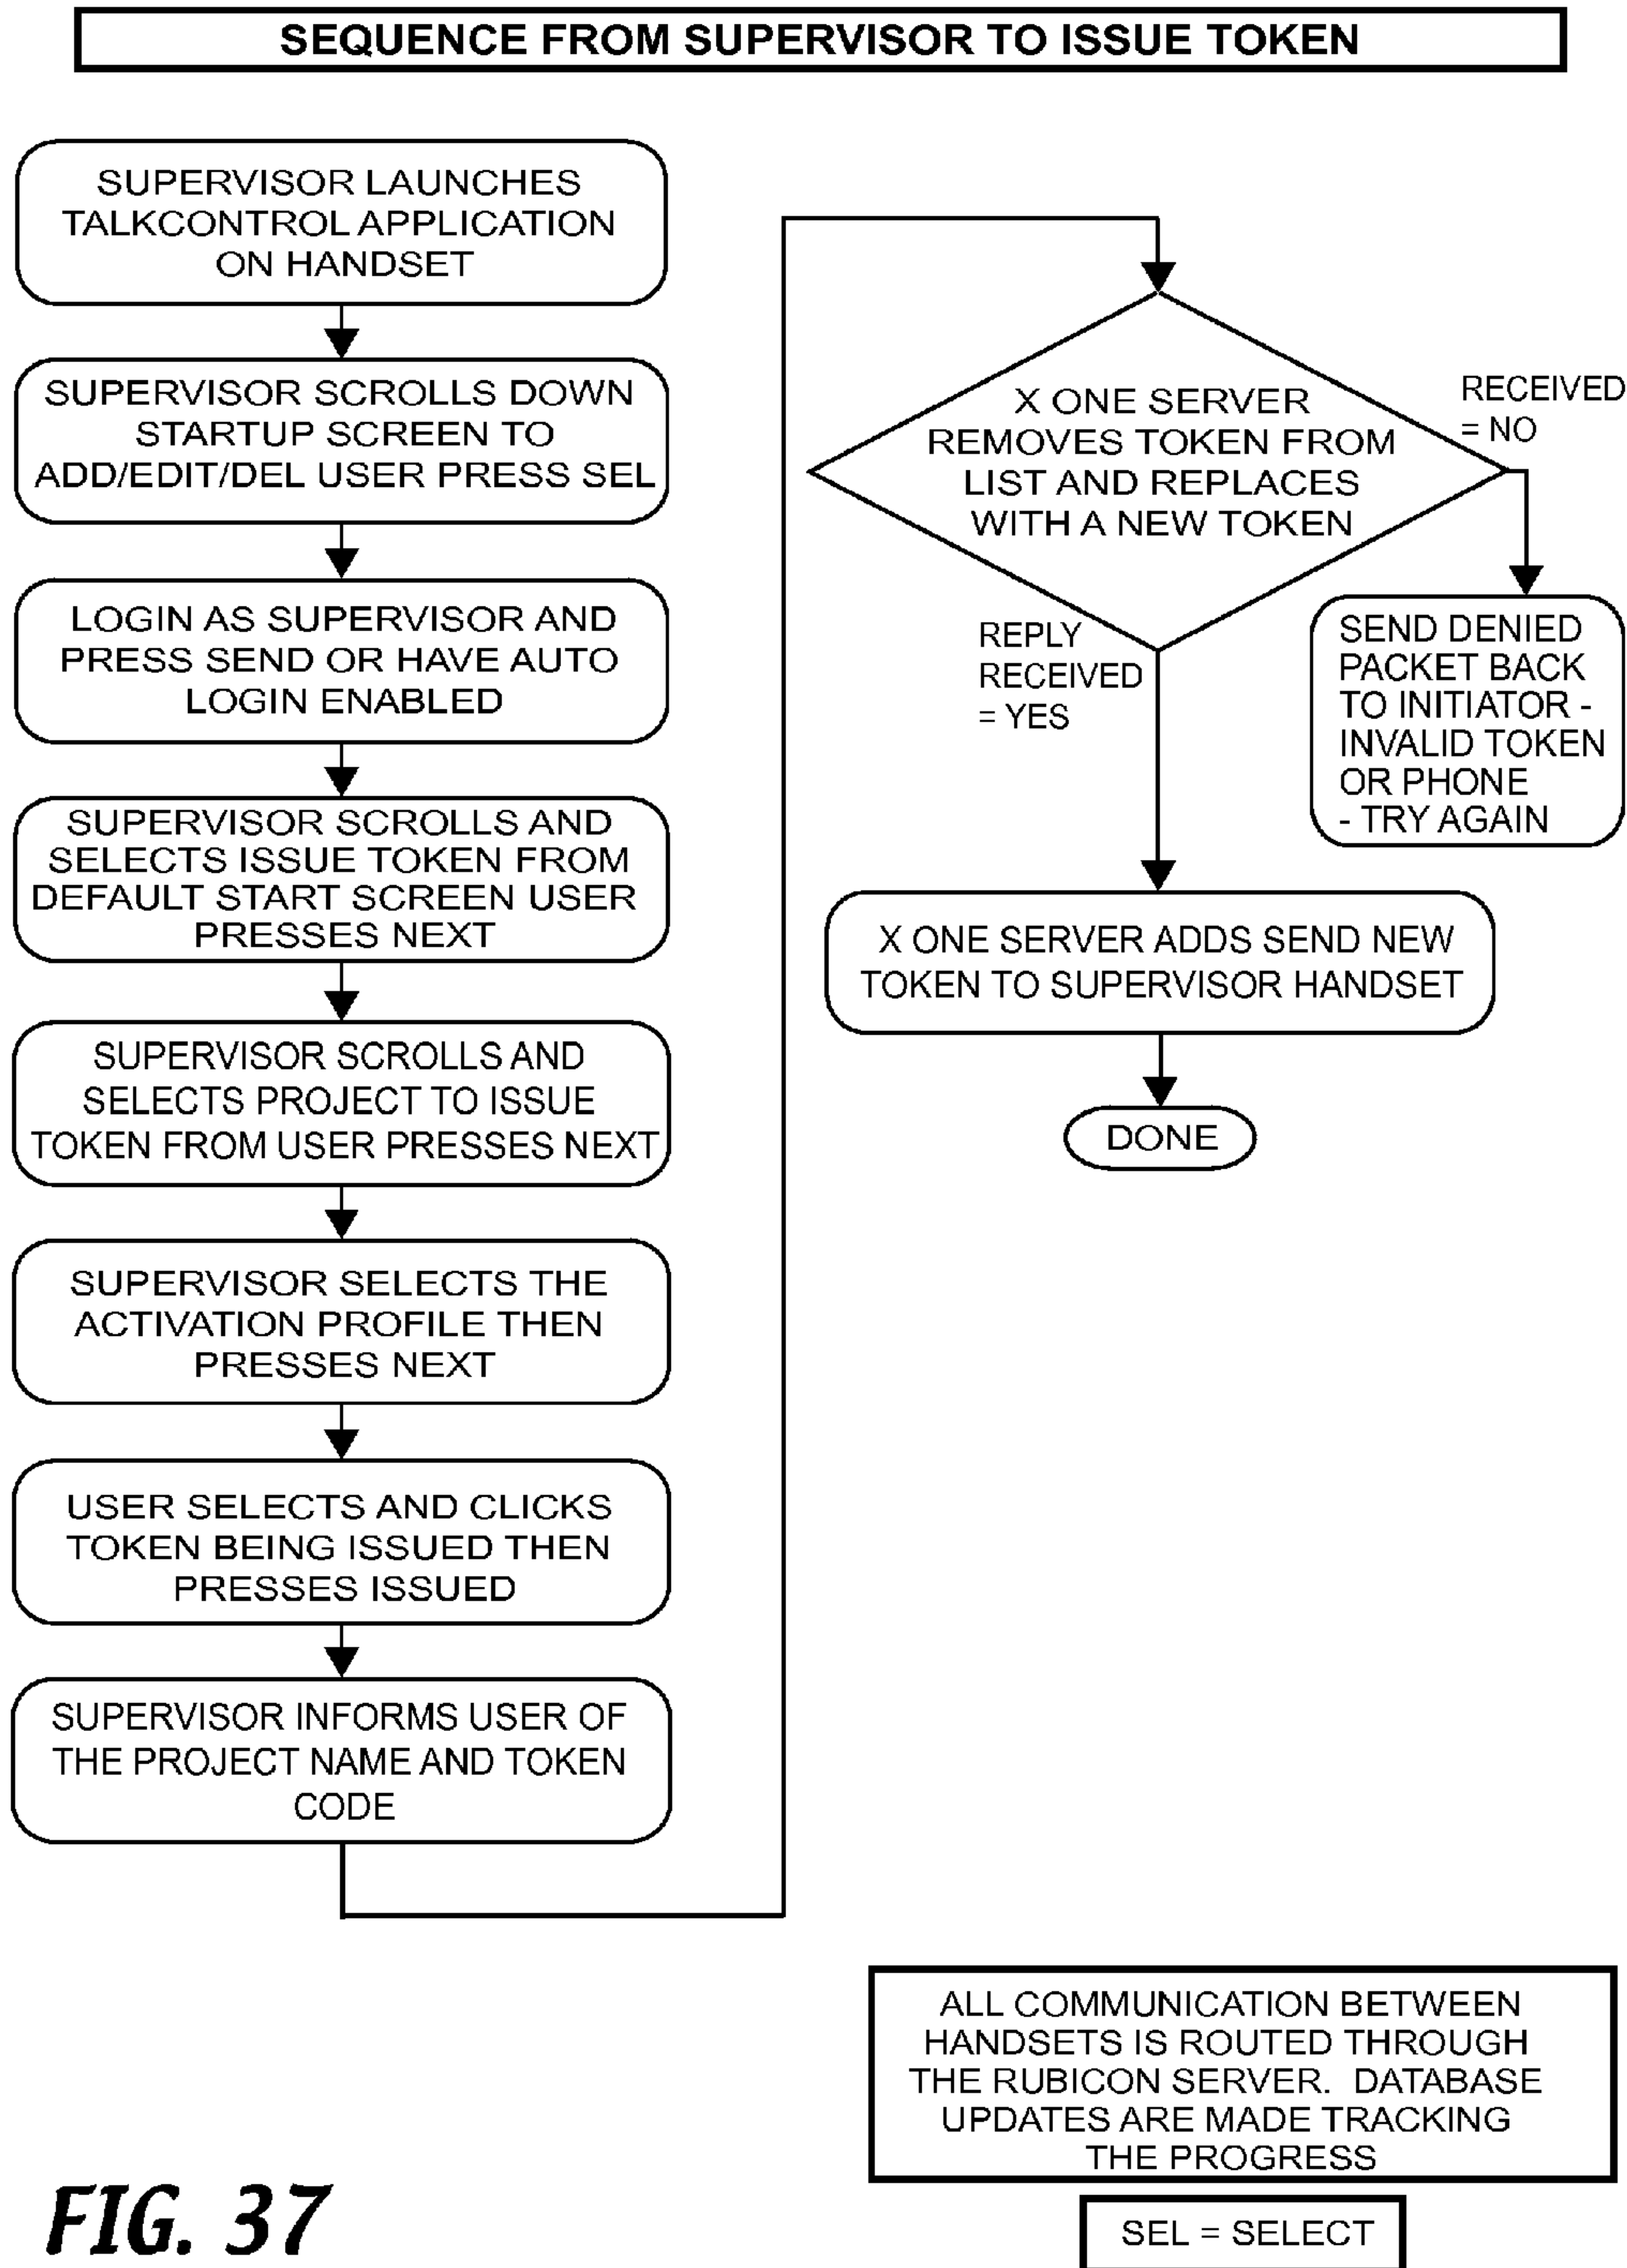 SEQUENCE FROM SUPERVISOR TO ISSUE TOKEN
SUPERVISOR LAUNCHES
TALKCONTROL APPLICATION
ON HANDSET
SUPERVISOR SCROLLS DOWN
STARTUP SCREEN TO
ADD/EDIT/DEL USER PRESS SEL
LOGIN AS SUPERVISOR AND
PRESS SEND OR HAVE AUTO
LOGIN ENABLED
SUPERVISOR SCROLLS AND
SELECTS ISSUE TOKEN FROM
DEFAULT START SCREEN USER
PRESSES NEXT
SUPERVISOR SCROLLS AND
SELECTS PROJECT TO ISSUE
TOKEN FROM USER PRESSES NEXT
SUPERVISOR SELECTS THE
ACTIVATION PROFILE THEN
PRESSES NEXT
USER SELECTS AND CLICKS
TOKEN BEING ISSUED THEN
PRESSES ISSUED
SUPERVISOR INFORMS USER OF
THE PROJECT NAME AND TOKEN
CODE
X ONE SERVER
REMOVES TOKEN FROM
LIST AND REPLACES
WITH A NEW TOKEN
RECEIVED
= NO
SEND DENIED
PACKET BACK
TO INITIATOR -
INVALID TOKEN
OR PHONE
- TRY AGAIN
REPLY
RECEIVED
= YES
X ONE SERVER ADDS SEND NEW
TOKEN TO SUPERVISOR HANDSET
DONE
ALL COMMUNICATION BETWEEN
HANDSETS IS ROUTED THROUGH
THE RUBICON SERVER. DATABASE
UPDATES ARE MADE TRACKING
THE PROGRESS
SEL = SELECT
FIG. 37